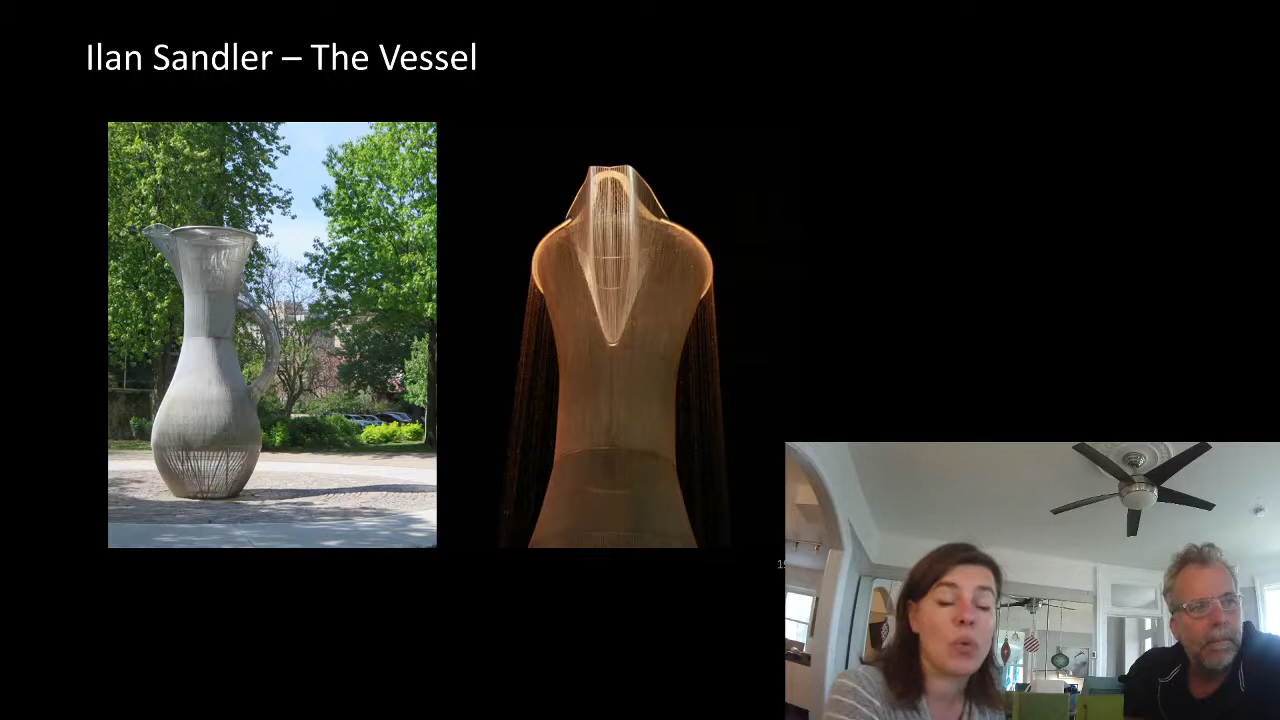 Ilan Sandler – The Vessel